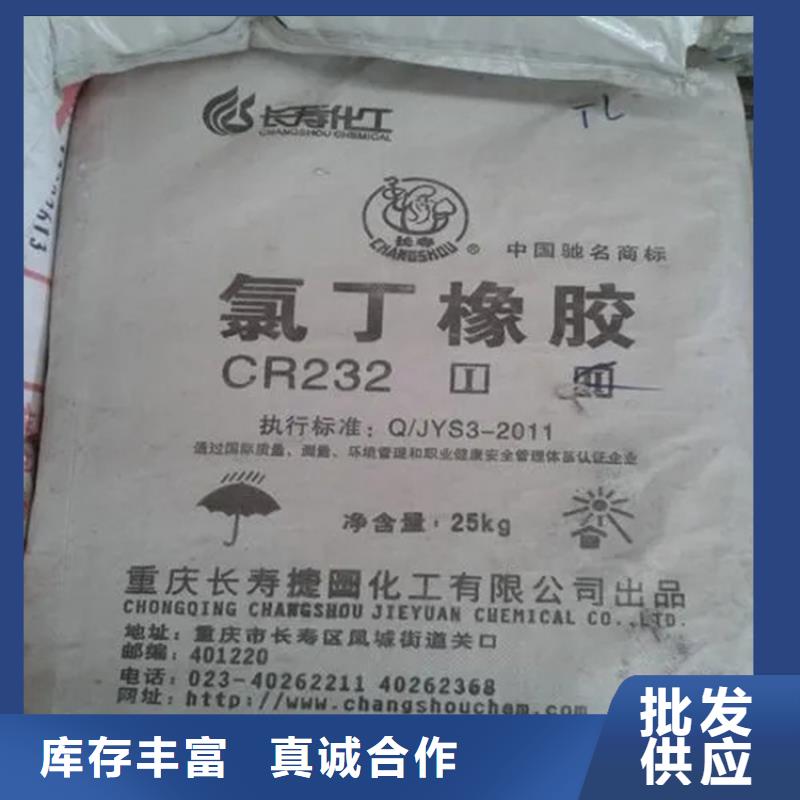 长寿化工
CHANGSHOU CHEMICAL
TL
长寿
CHANGSHOU ®
中国驰名商标
氯丁橡胶
CR232 I
执行标准：Q/JYS3-2011
通过国际质量、测量、环境管理和职业健康安全管理体系认证企业
净含量：25kg
重庆长寿捷圆化工有限公司出品
CHONGQING CHANGSHOU JIEYUAN CHEMICAL CO.,LTD.
地址：重庆市长寿区凤城街道关口
邮编：401220
电话：023-40262211 40262368
网址：http://www.changshouchem.com
批发
供应
库存丰富 真诚合作